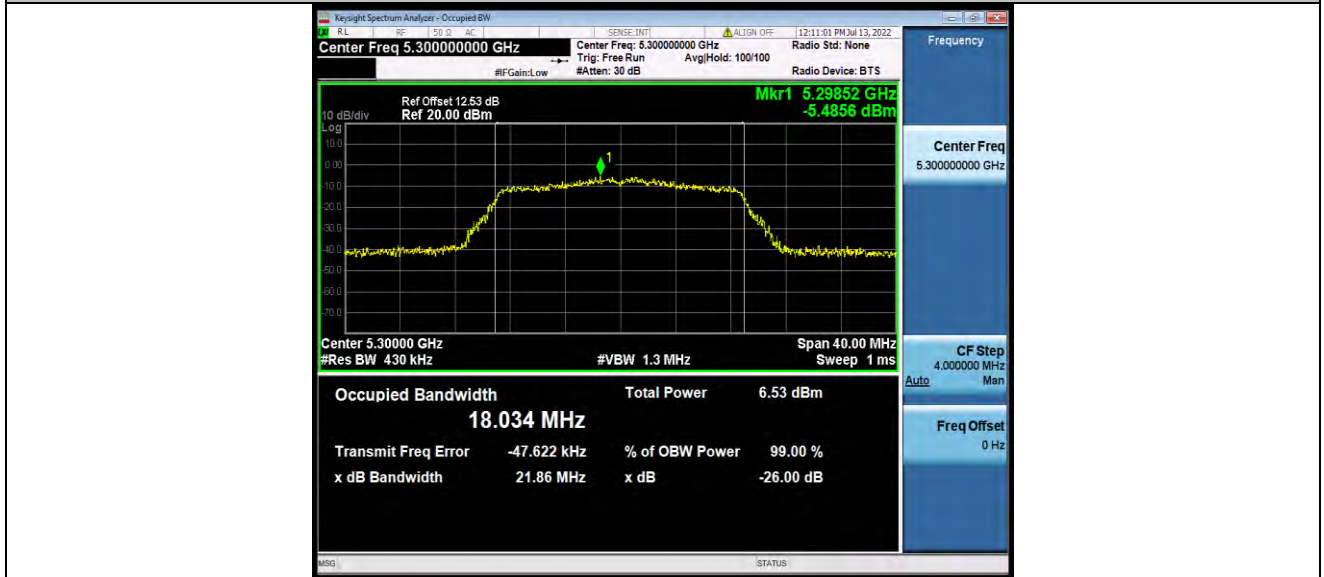 Keysight Spectrum Analyzer - Occupied BW
RL RF 50 Ω AC SENSE:INT ALIGN OFF 12:11:01 PM Jul 13, 2022
Center Freq 5.300000000 GHz
Center Freq: 5.300000000 GHz
Radio Std: None
Trig: Free Run Avg|Hold: 100/100
#IFGain:Low #Atten: 30 dB Radio Device: BTS
Frequency
Mkr1 5.29852 GHz
-5.4856 dBm
Ref Offset 12.53 dB
10 dB/div Ref 20.00 dBm
Log
10.0
0.00
-10.0
-20.0
-30.0
-40.0
-50.0
-60.0
-70.0
1
Center 5.30000 GHz Span 40.00 MHz
#Res BW 430 kHz #VBW 1.3 MHz Sweep 1 ms
Occupied Bandwidth Total Power 6.53 dBm
18.034 MHz
Transmit Freq Error -47.622 kHz % of OBW Power 99.00 %
x dB Bandwidth 21.86 MHz x dB -26.00 dB
Center Freq
5.300000000 GHz
CF Step
4.000000 MHz
Auto Man
Freq Offset
0 Hz
MSG STATUS